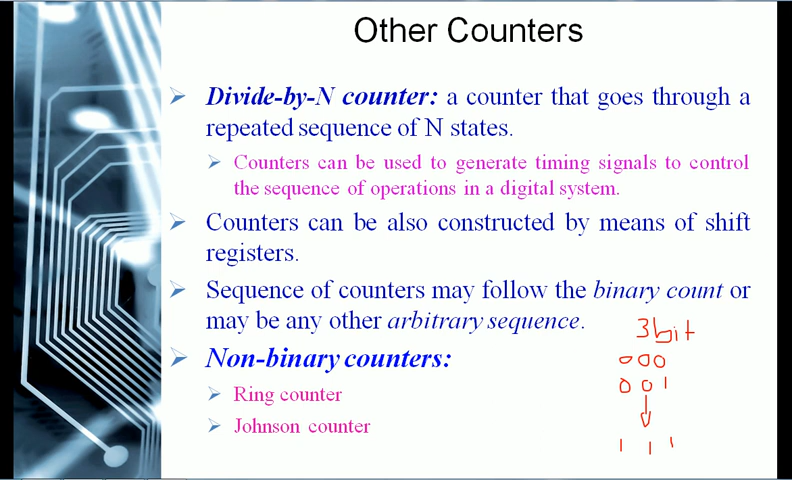 Other Counters
Divide-by-N counter: a counter that goes through a
repeated sequence of N states.
Counters can be used to generate timing signals to control
the sequence of operations in a digital system.
Counters can be also constructed by means of shift
registers.
Sequence of counters may follow the binary count or
may be any other arbitrary sequence.
Non-binary counters:
Ring counter
Johnson counter
3bit
000
001
111